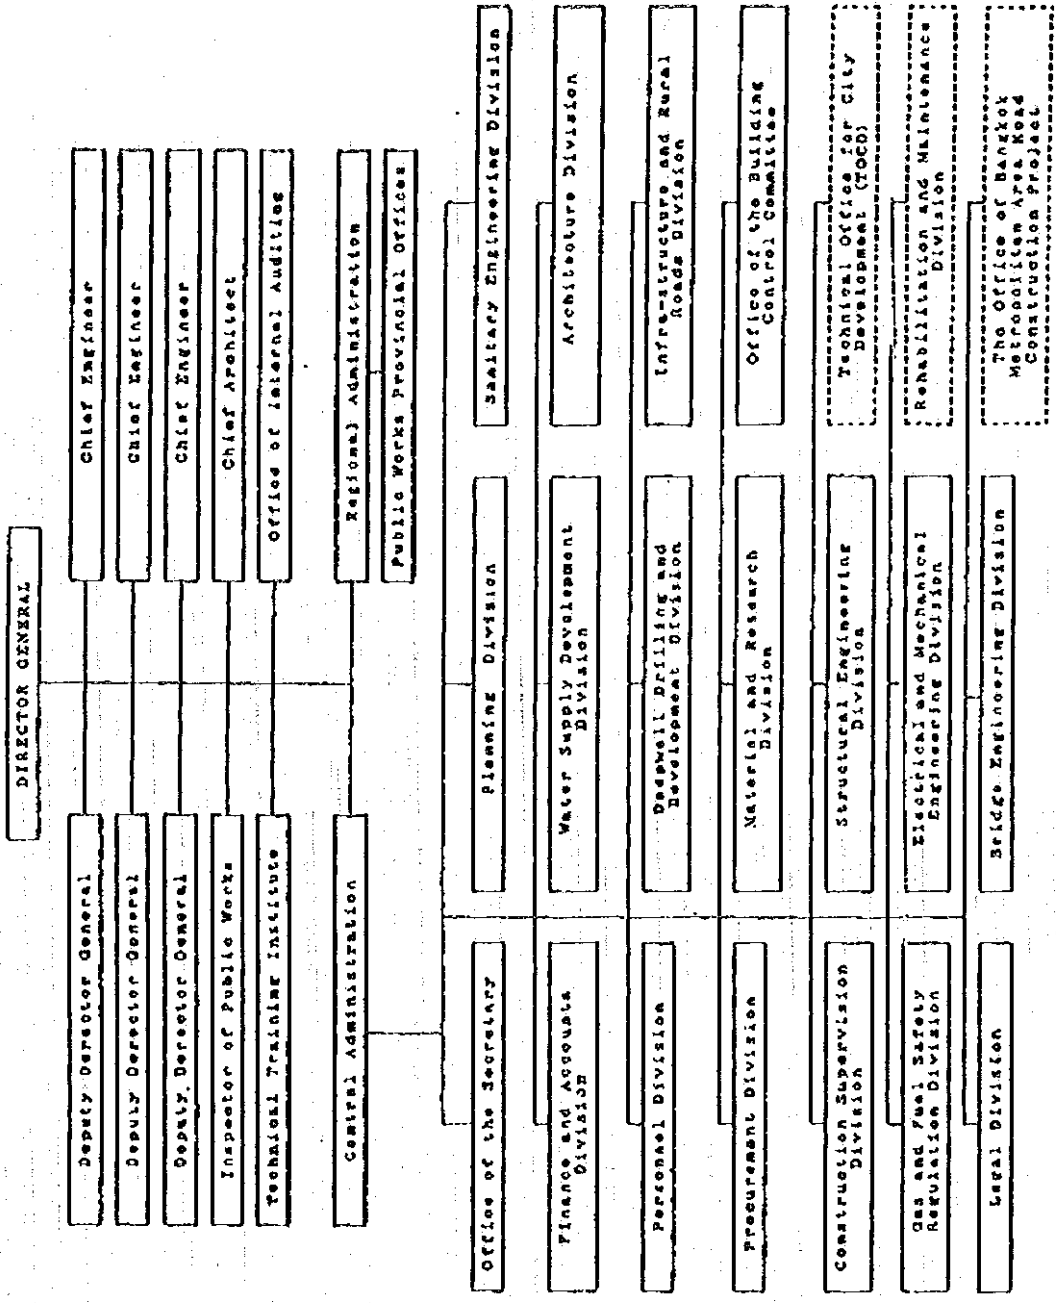 DIRECTOR GENERAL
Deputy Derector General
Chief Engineer
Deputy Derector General
Chief Engineer
Deputy Derector General
Chief Engineer
Inspector of Public Works
Chief Architect
Technical Training Institute
Office of Internal Auditing
Central Administration
Regional Administration
Public Works Provincial Offices
Office of the Secretary
Planning Division
Sanitary Engineering Division
Finance and Accounts
Division
Water Supply Development
Division
Architecture Division
Personnel Division
Deepwell Drilling and
Development Division
Infra-structure and Rural
Roads Division
Procurement Division
Material and Research
Division
Office of the Building
Control Committee
Construction Supervision
Division
Structural Engineering
Division
Technical Office for City
Development (TOCD)
Gas and Fuel Safety
Regulation Division
Electrical and Mechanical
Engineering Division
Rehabilitation and Maintenance
Division
Legal Division
Bridge Engineering Division
The Office of Bangkok
Metropolitan Area Road
Construction Project